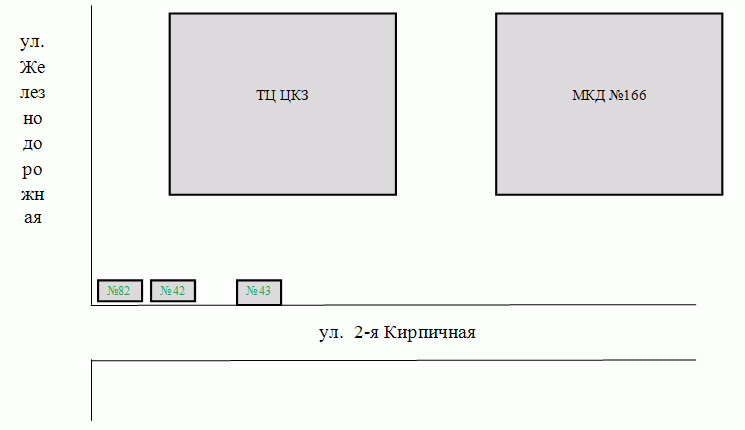 ул.
Же
лез
но
до
ро
жн
ая
ТЦ ЦКЗ
МКД №166
№82
№42
№43
ул. 2-я Кирпичная